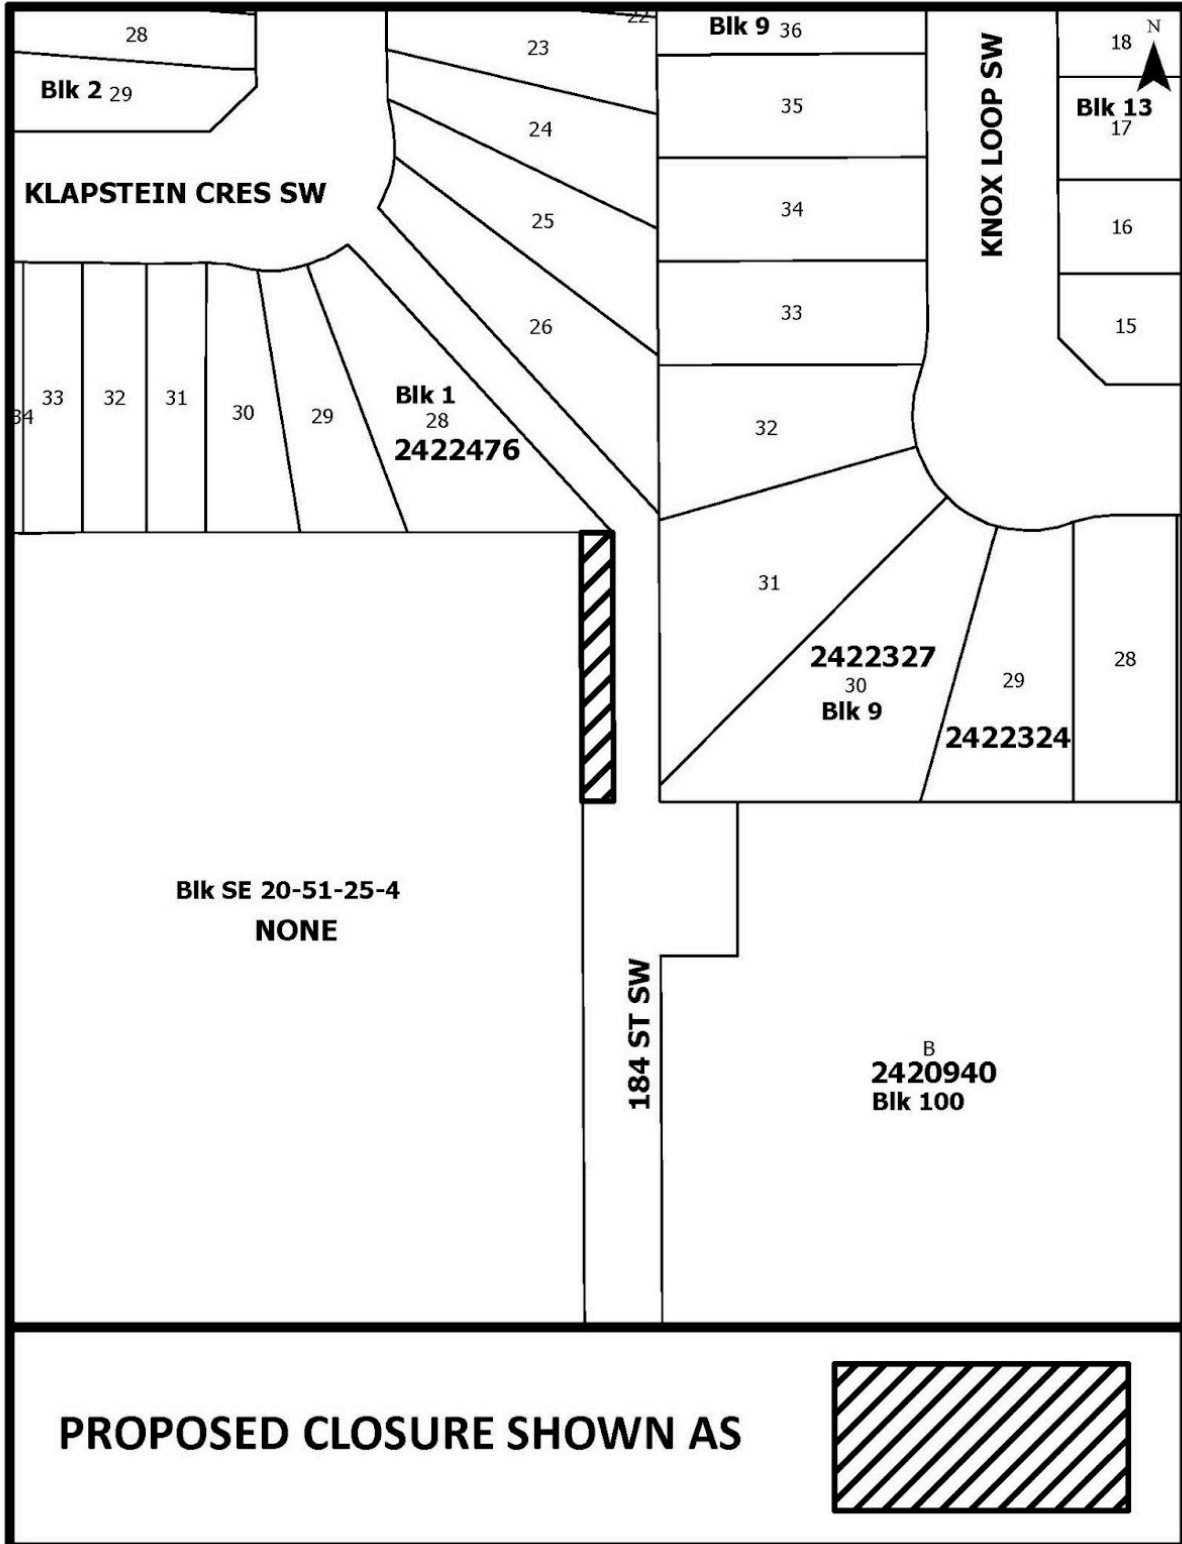 28
22
23
Blk 9 36
N
18
Blk 2 29
35
KNOX LOOP SW
Blk 13
17
24
KLAPSTEIN CRES SW
25
34
16
26
33
15
34
33
32
31
30
29
Blk 1
28
2422476
32
31
2422327
30
Blk 9
29
2422324
28
Blk SE 20-51-25-4
NONE
184 ST SW
B
2420940
Blk 100
PROPOSED CLOSURE SHOWN AS